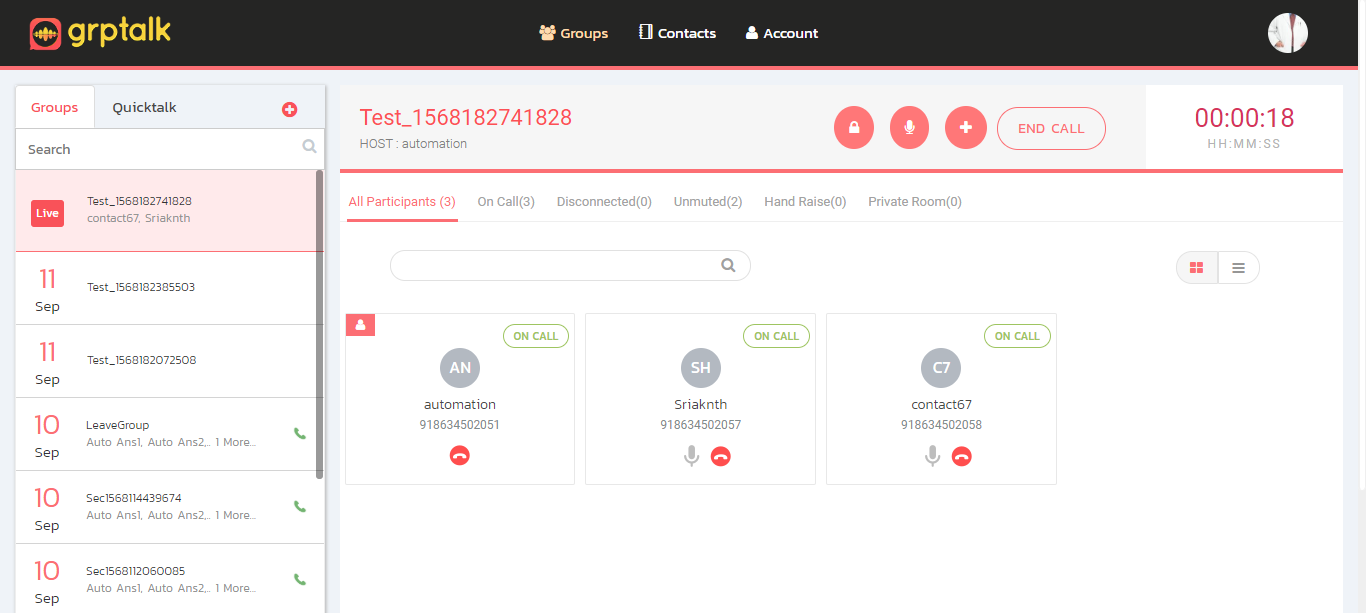 grptalk
Groups
Contacts
Account
Groups
Quicktalk
Search
Live
Test_1568182741828
contact67, Sriaknth
11
Sep
Test_1568182385503
11
Sep
Test_1568182072508
10
Sep
LeaveGroup
Auto Ans1, Auto Ans2,.. 1 More...
10
Sep
Sec1568114439674
Auto Ans1, Auto Ans2,.. 1 More...
10
Sep
Sec1568112060085
Auto Ans1, Auto Ans2,.. 1 More...
Test_1568182741828
HOST : automation
END CALL
00:00:18
HH:MM:SS
All Participants (3)
On Call(3)
Disconnected(0)
Unmuted(2)
Hand Raise(0)
Private Room(0)
ON CALL
AN
automation
918634502051
ON CALL
SH
Sriaknth
918634502057
ON CALL
C7
contact67
918634502058